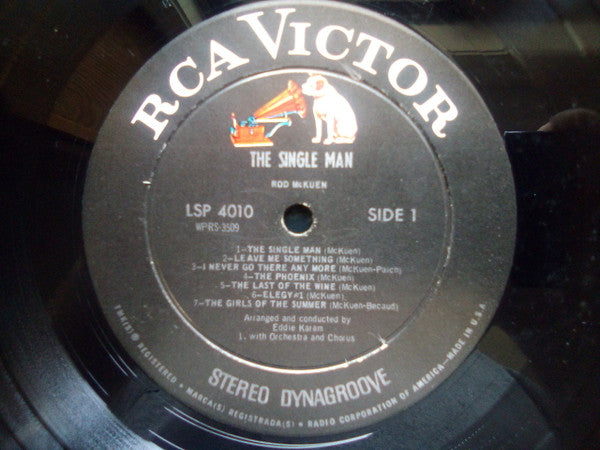 RCA VICTOR
THE SINGLE MAN
ROD McKUEN
LSP 4010
SIDE 1
WPRS-3509
1—THE SINGLE MAN (McKuen)
2—LEAVE ME SOMETHING (McKuen)
3—I NEVER GO THERE ANY MORE (McKuen-Paich)
4—THE PHOENIX (McKuen)
5—THE LAST OF THE WINE (McKuen)
6—ELEGY #1 (McKuen)
7—THE GIRLS OF THE SUMMER (McKuen-Becaud)
Arranged and conducted by
Eddie Karam
1. with Orchestra and Chorus
STEREO DYNAGROOVE
TMK(S) ® REGISTERED • MARCA(S) REGISTRADA(S) • RADIO CORPORATION OF AMERICA—MADE IN U.S.A.